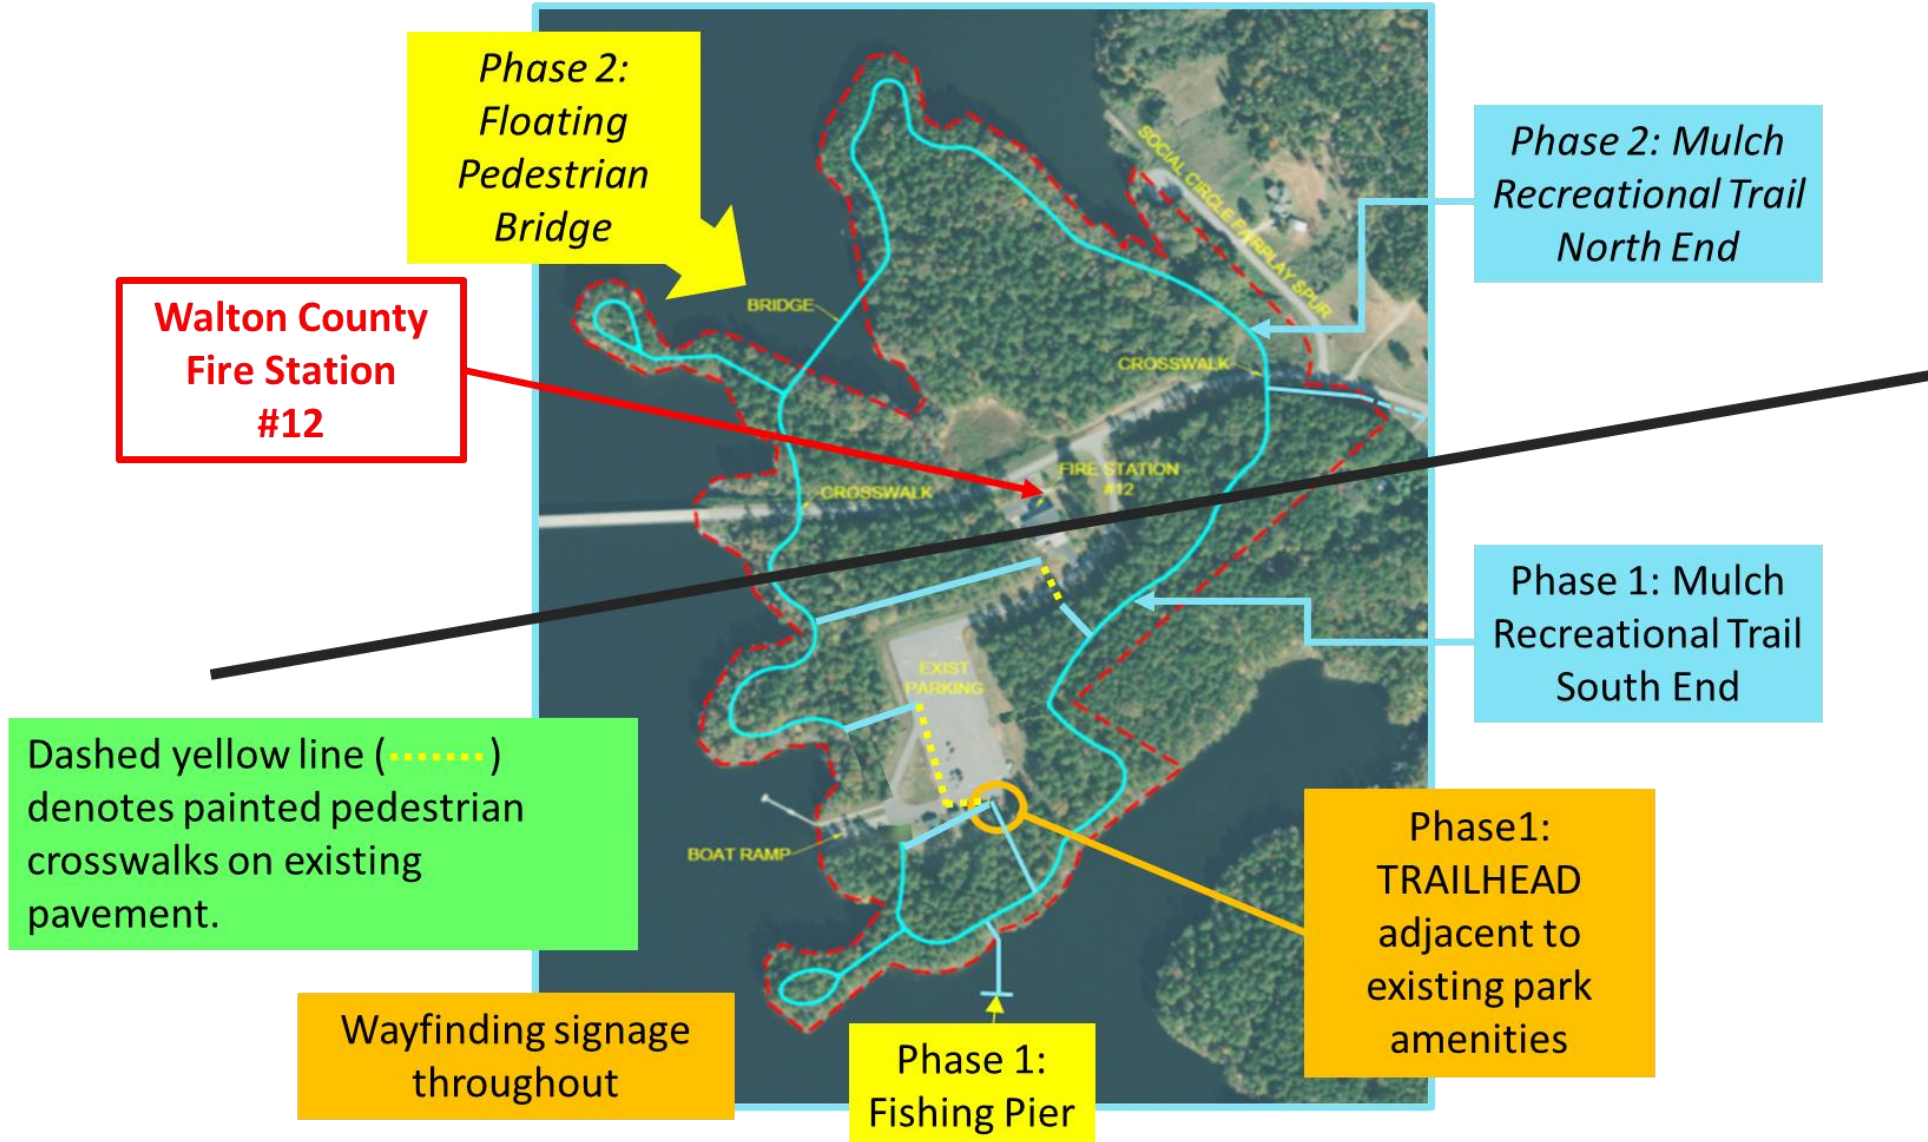 Phase 2:
Floating
Pedestrian
Bridge
Phase 2: Mulch
Recreational Trail
North End
SOCIAL CIRCLE FAIRPLAY SPUR
BRIDGE
Walton County
Fire Station
#12
CROSSWALK
FIRE STATION
#12
CROSSWALK
Phase 1: Mulch
Recreational Trail
South End
EXIST
PARKING
Dashed yellow line (.......)
denotes painted pedestrian
crosswalks on existing
pavement.
BOAT RAMP
Phase1:
TRAILHEAD
adjacent to
existing park
amenities
Wayfinding signage
throughout
Phase 1:
Fishing Pier